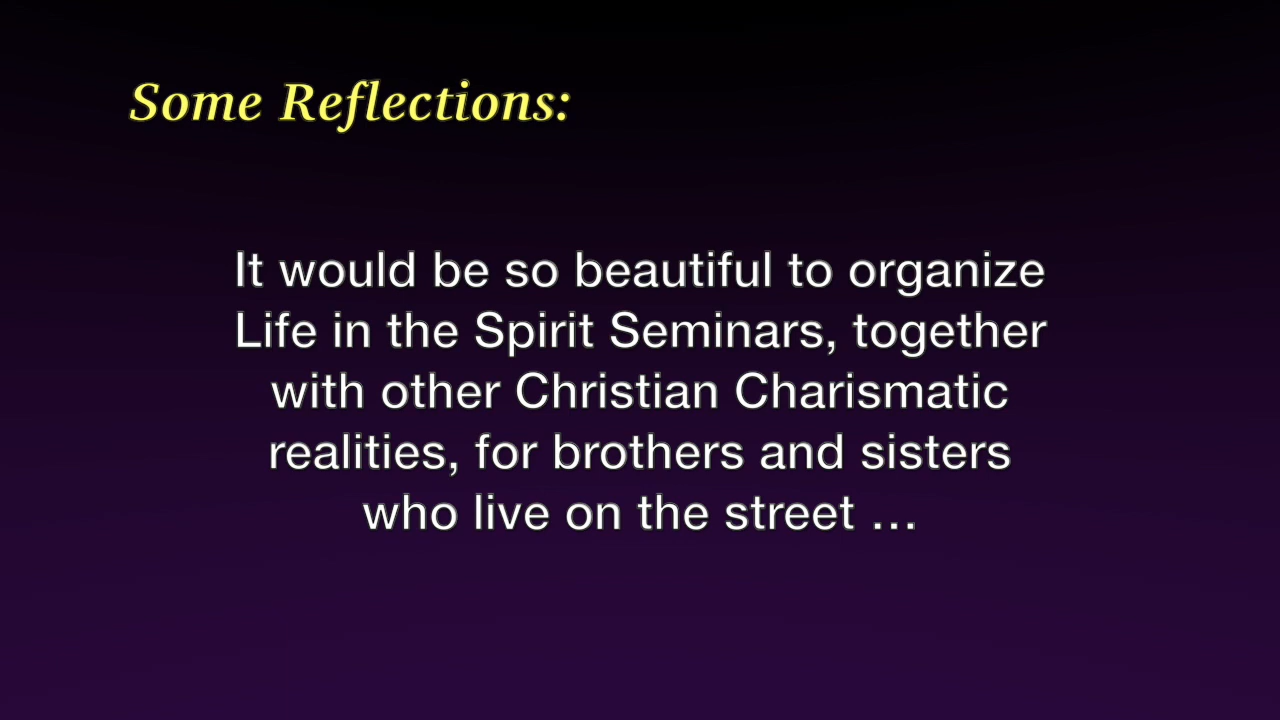 Some Reflections:
It would be so beautiful to organize
Life in the Spirit Seminars, together
with other Christian Charismatic
realities, for brothers and sisters
who live on the street …